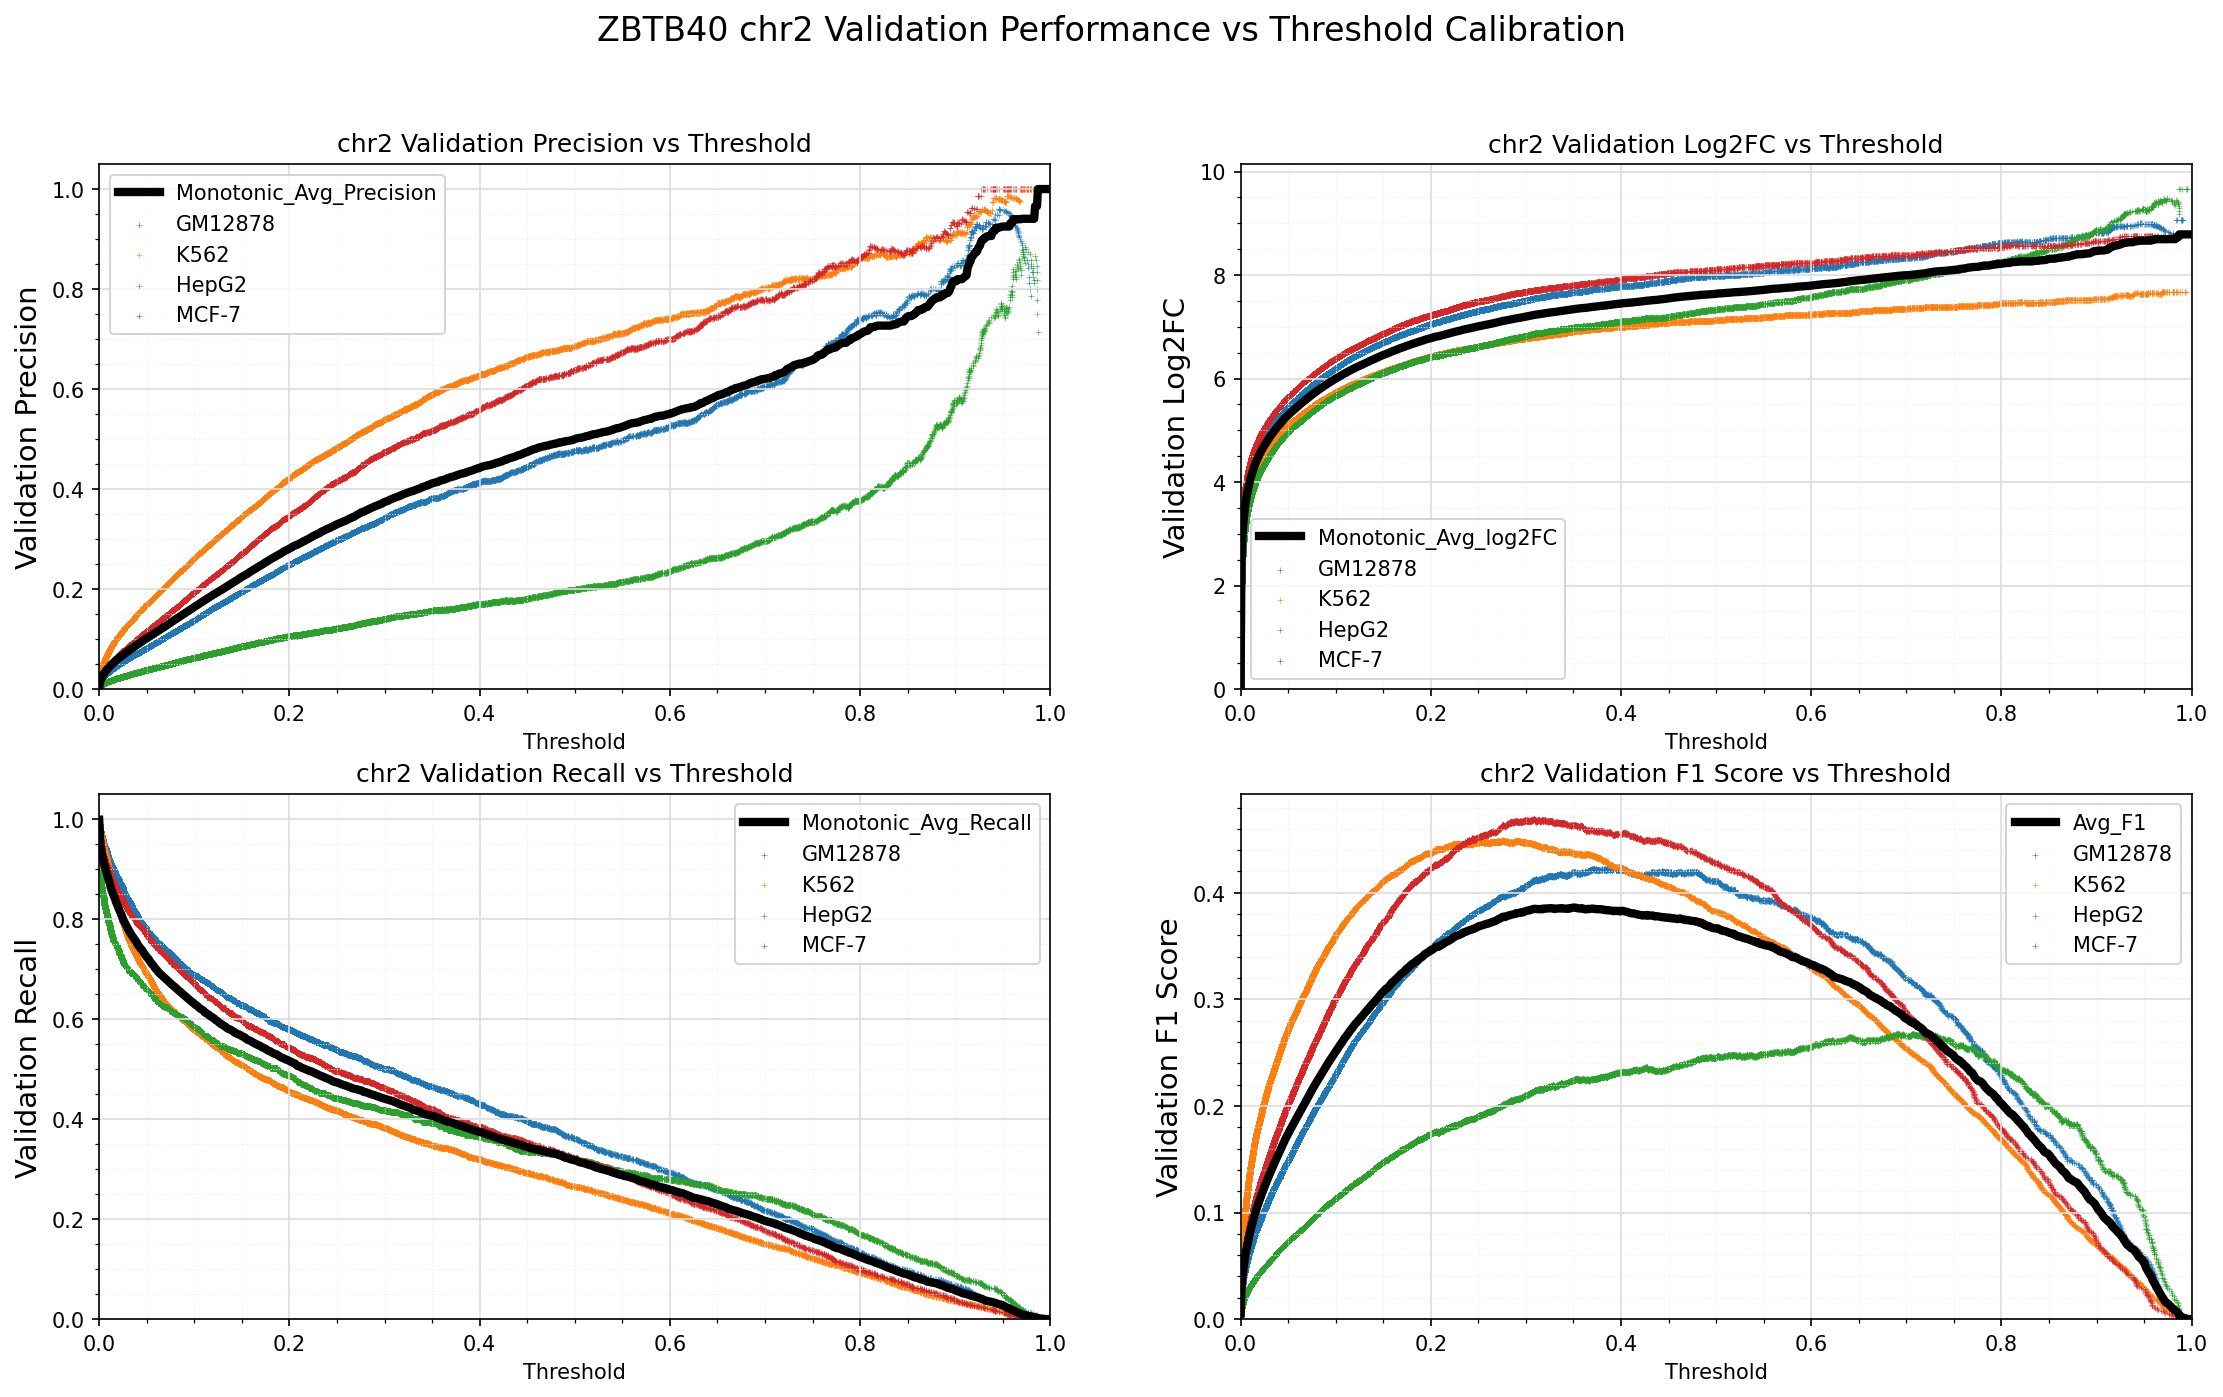 ZBTB40 chr2 Validation Performance vs Threshold Calibration
chr2 Validation Precision vs Threshold
Validation Precision
1.0
0.8
0.6
0.4
0.2
0.0
Monotonic_Avg_Precision
GM12878
K562
HepG2
MCF-7
0.0 0.2 0.4 0.6 0.8 1.0
Threshold
chr2 Validation Log2FC vs Threshold
Validation Log2FC
10
8
6
4
2
0
Monotonic_Avg_log2FC
GM12878
K562
HepG2
MCF-7
0.0 0.2 0.4 0.6 0.8 1.0
Threshold
chr2 Validation Recall vs Threshold
Validation Recall
1.0
0.8
0.6
0.4
0.2
0.0
Monotonic_Avg_Recall
GM12878
K562
HepG2
MCF-7
0.0 0.2 0.4 0.6 0.8 1.0
Threshold
chr2 Validation F1 Score vs Threshold
Validation F1 Score
0.4
0.3
0.2
0.1
0.0
Avg_F1
GM12878
K562
HepG2
MCF-7
0.0 0.2 0.4 0.6 0.8 1.0
Threshold